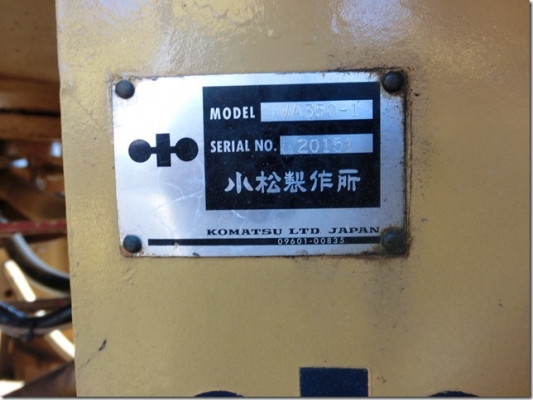 MODEL WA350-1
SERIAL NO. 20151
小松製作所
KOMATSU LTD JAPAN
09601-00835